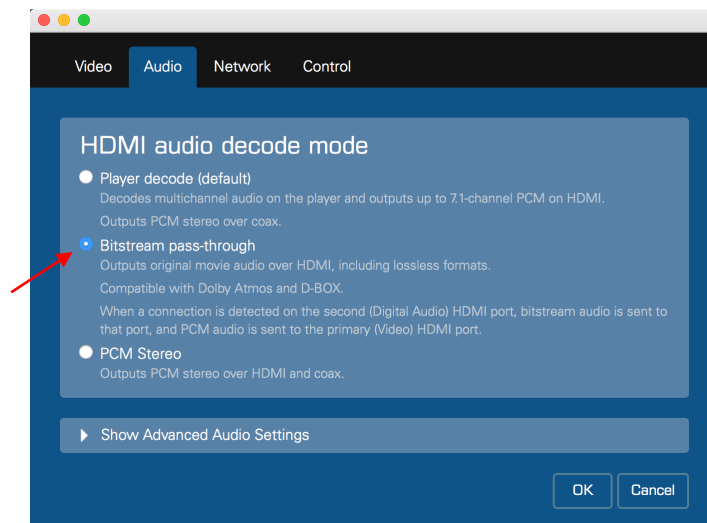 Video Audio Network Control
HDMI audio decode mode
Player decode (default)
Decodes multichannel audio on the player and outputs up to 7.1-channel PCM on HDMI.
Outputs PCM stereo over coax.
Bitstream pass-through
Outputs original movie audio over HDMI, including lossless formats.
Compatible with Dolby Atmos and D-BOX.
When a connection is detected on the second (Digital Audio) HDMI port, bitstream audio is sent to
that port, and PCM audio is sent to the primary (Video) HDMI port.
PCM Stereo
Outputs PCM stereo over HDMI and coax.
Show Advanced Audio Settings
OK Cancel